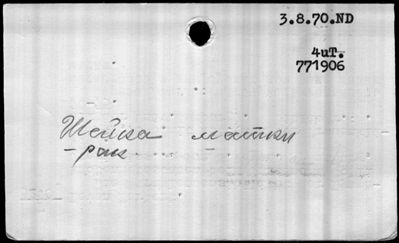 3.8.70.ND
4uT.
771906
Шейка матки
- рак